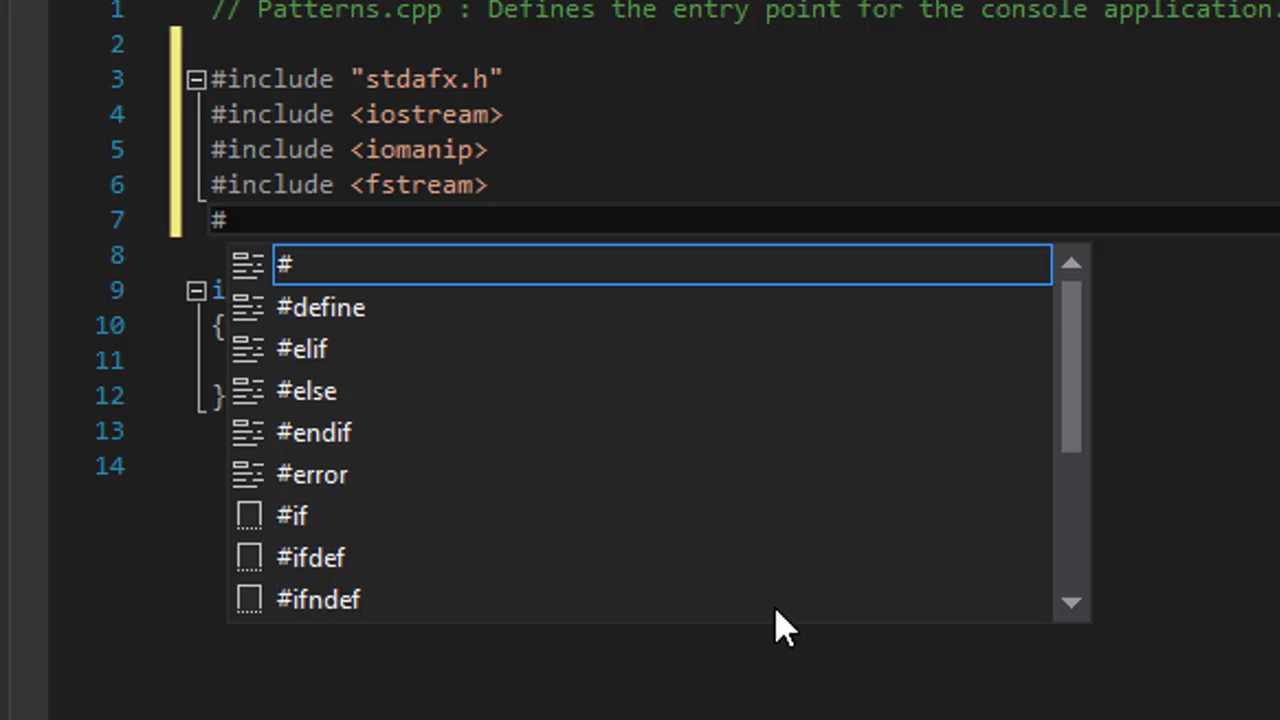 1 // Patterns.cpp : Defines the entry point for the console application.
2
3 #include "stdafx.h"
4 #include <iostream>
5 #include <iomanip>
6 #include <fstream>
7 #
8 #
9 i #define
10 { #elif
11 #else
12 } #endif
13 #error
14 #if
#ifdef
#ifndef